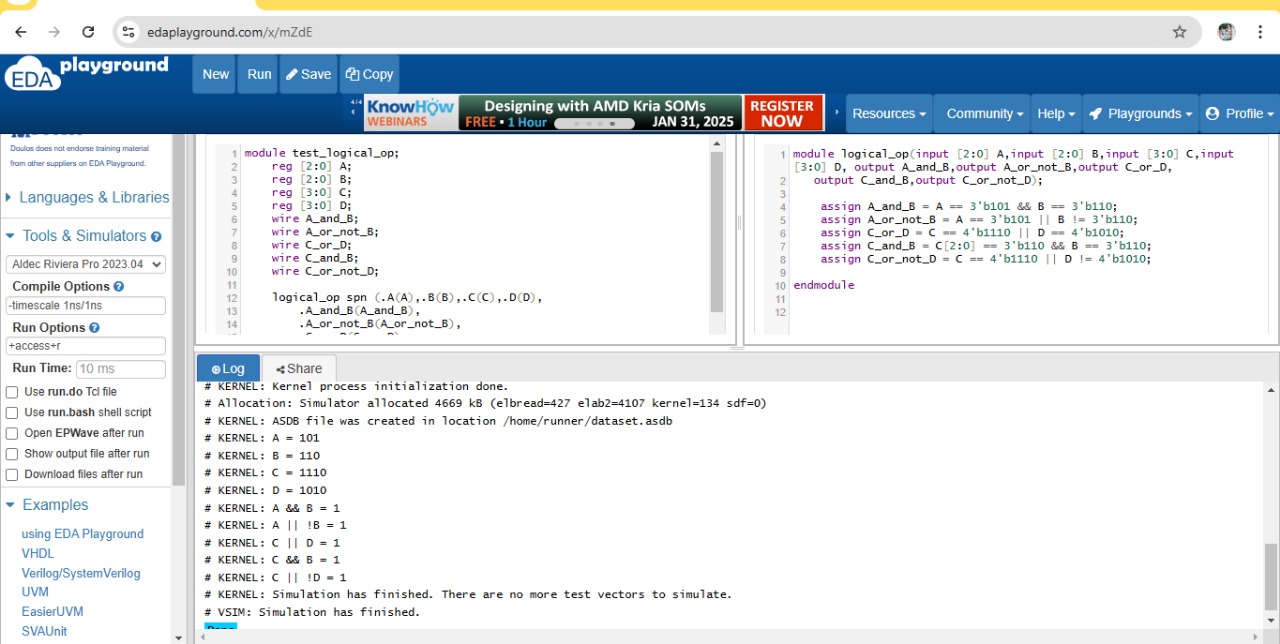 edaplayground.com/x/mZdE
EDA playground
New Run Save Copy
4/4 KnowHow WEBINARS
Designing with AMD Kria SOMs
FREE • 1 Hour JAN 31, 2025
REGISTER NOW
Resources Community Help Playgrounds Profile
Doulos does not endorse training material
from other suppliers on EDA Playground.
Languages & Libraries
Tools & Simulators
Aldec Riviera Pro 2023.04
Compile Options
-timescale 1ns/1ns
Run Options
+access+r
Run Time: 10 ms
Use run.do Tcl file
Use run.bash shell script
Open EPWave after run
Show output file after run
Download files after run
Examples
using EDA Playground
VHDL
Verilog/SystemVerilog
UVM
EasierUVM
SVAUnit
1 module test_logical_op;
2 reg [2:0] A;
3 reg [2:0] B;
4 reg [3:0] C;
5 reg [3:0] D;
6 wire A_and_B;
7 wire A_or_not_B;
8 wire C_or_D;
9 wire C_and_B;
10 wire C_or_not_D;
11
12 logical_op spn (.A(A),.B(B),.C(C),.D(D),
13 .A_and_B(A_and_B),
14 .A_or_not_B(A_or_not_B),
1 module logical_op(input [2:0] A,input [2:0] B,input [3:0] C,input
[3:0] D, output A_and_B,output A_or_not_B,output C_or_D,
2 output C_and_B,output C_or_not_D);
3
4 assign A_and_B = A == 3'b101 && B == 3'b110;
5 assign A_or_not_B = A == 3'b101 || B != 3'b110;
6 assign C_or_D = C == 4'b1110 || D == 4'b1010;
7 assign C_and_B = C[2:0] == 3'b110 && B == 3'b110;
8 assign C_or_not_D = C == 4'b1110 || D != 4'b1010;
9
10 endmodule
11
12
Log Share
# KERNEL: Kernel process initialization done.
# Allocation: Simulator allocated 4669 kB (elbread=427 elab2=4107 kernel=134 sdf=0)
# KERNEL: ASDB file was created in location /home/runner/dataset.asdb
# KERNEL: A = 101
# KERNEL: B = 110
# KERNEL: C = 1110
# KERNEL: D = 1010
# KERNEL: A && B = 1
# KERNEL: A || !B = 1
# KERNEL: C || D = 1
# KERNEL: C && B = 1
# KERNEL: C || !D = 1
# KERNEL: Simulation has finished. There are no more test vectors to simulate.
# VSIM: Simulation has finished.